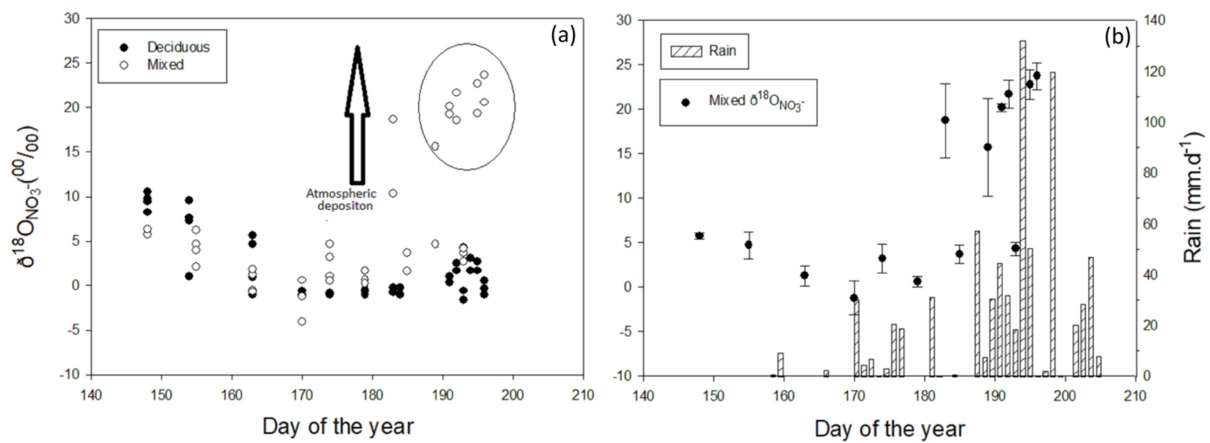 (a)
Deciduous
Mixed
Atmospheric
depositon
ð¹⁸O_NO₃-(⁰⁰/₀₀)
30
25
20
15
10
5
0
-5
-10
140 150 160 170 180 190 200 210
Day of the year
(b)
Rain
Mixed ð¹⁸O_NO₃-
30
25
20
15
10
5
0
-5
-10
140
120
100
80
60
40
20
0
Rain (mm.d⁻¹)
140 150 160 170 180 190 200 210
Day of the year